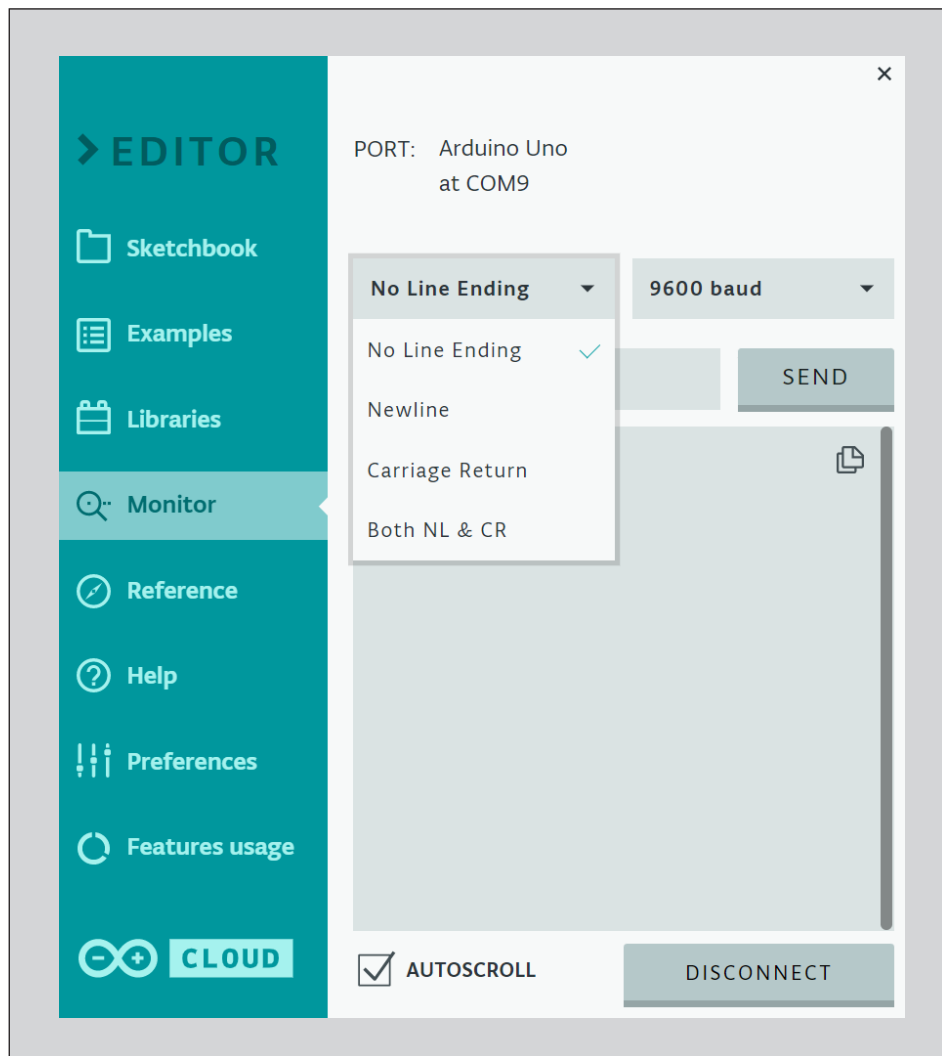 EDITOR
Sketchbook
Examples
Libraries
Monitor
Reference
Help
Preferences
Features usage
CLOUD
PORT: Arduino Uno
at COM9
No Line Ending
9600 baud
No Line Ending
Newline
Carriage Return
Both NL & CR
SEND
AUTOSCROLL
DISCONNECT